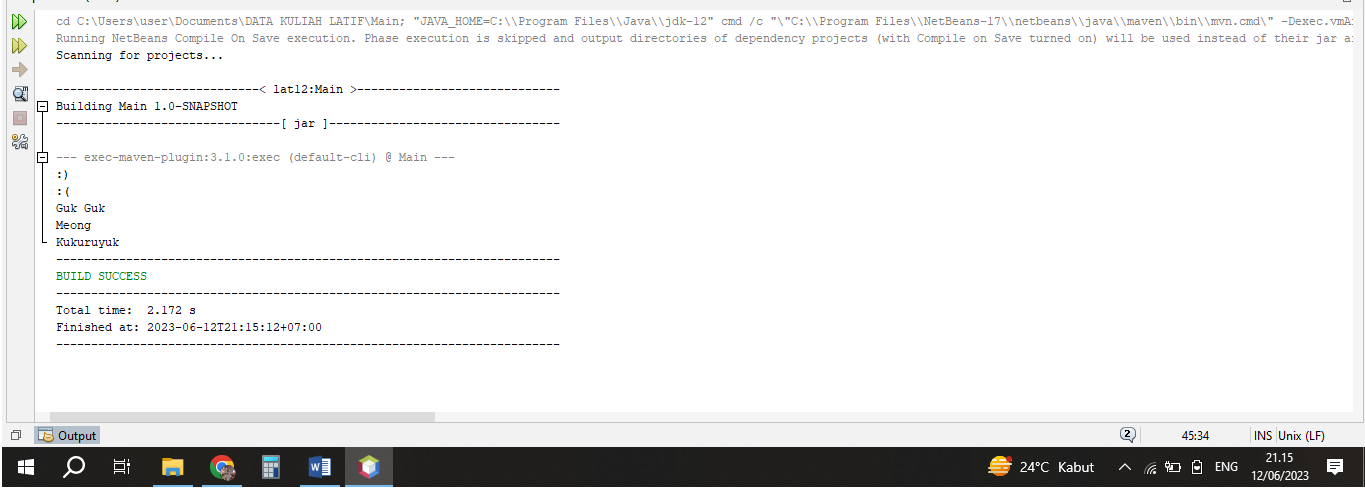 cd C:\Users\user\Documents\DATA KULIAH LATIF\Main; "JAVA_HOME=C:\\Program Files\\Java\\jdk-12" cmd /c "\"C:\\Program Files\\NetBeans-17\\netbeans\\java\\maven\\bin\\mvn.cmd\" -Dexec.vmA
Running NetBeans Compile On Save execution. Phase execution is skipped and output directories of dependency projects (with Compile on Save turned on) will be used instead of their jar a
Scanning for projects...
-----------------------------< lat12:Main >-----------------------------
Building Main 1.0-SNAPSHOT
--------------------------------[ jar ]---------------------------------
--- exec-maven-plugin:3.1.0:exec (default-cli) @ Main ---
:)
:(
Guk Guk
Meong
Kukuruyuk
------------------------------------------------------------------------
BUILD SUCCESS
------------------------------------------------------------------------
Total time:  2.172 s
Finished at: 2023-06-12T21:15:12+07:00
------------------------------------------------------------------------
Output
2
45:34
INS
Unix (LF)
24°C Kabut
ENG
21.15
12/06/2023